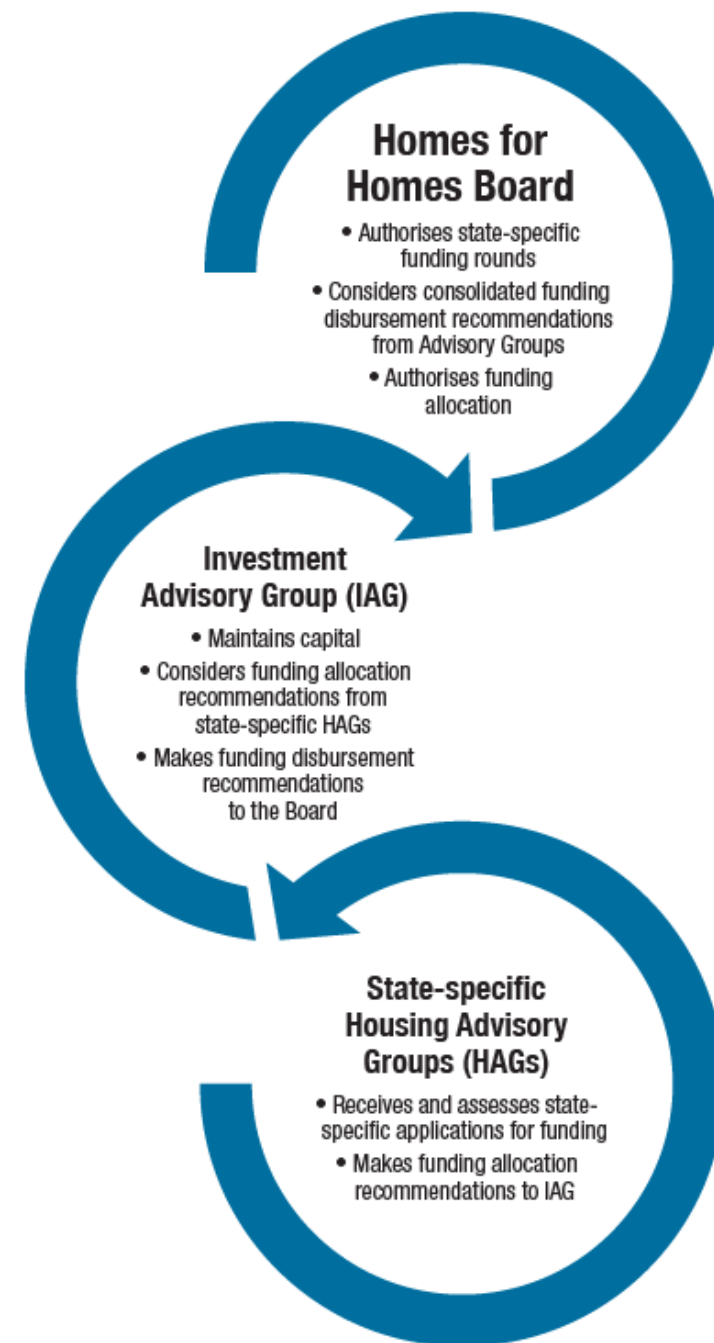 Homes for
Homes Board
• Authorises state-specific
funding rounds
• Considers consolidated funding
disbursement recommendations
from Advisory Groups
• Authorises funding
allocation
Investment
Advisory Group (IAG)
• Maintains capital
• Considers funding allocation
recommendations from
state-specific HAGs
• Makes funding disbursement
recommendations
to the Board
State-specific
Housing Advisory
Groups (HAGs)
• Receives and assesses state-
specific applications for funding
• Makes funding allocation
recommendations to IAG